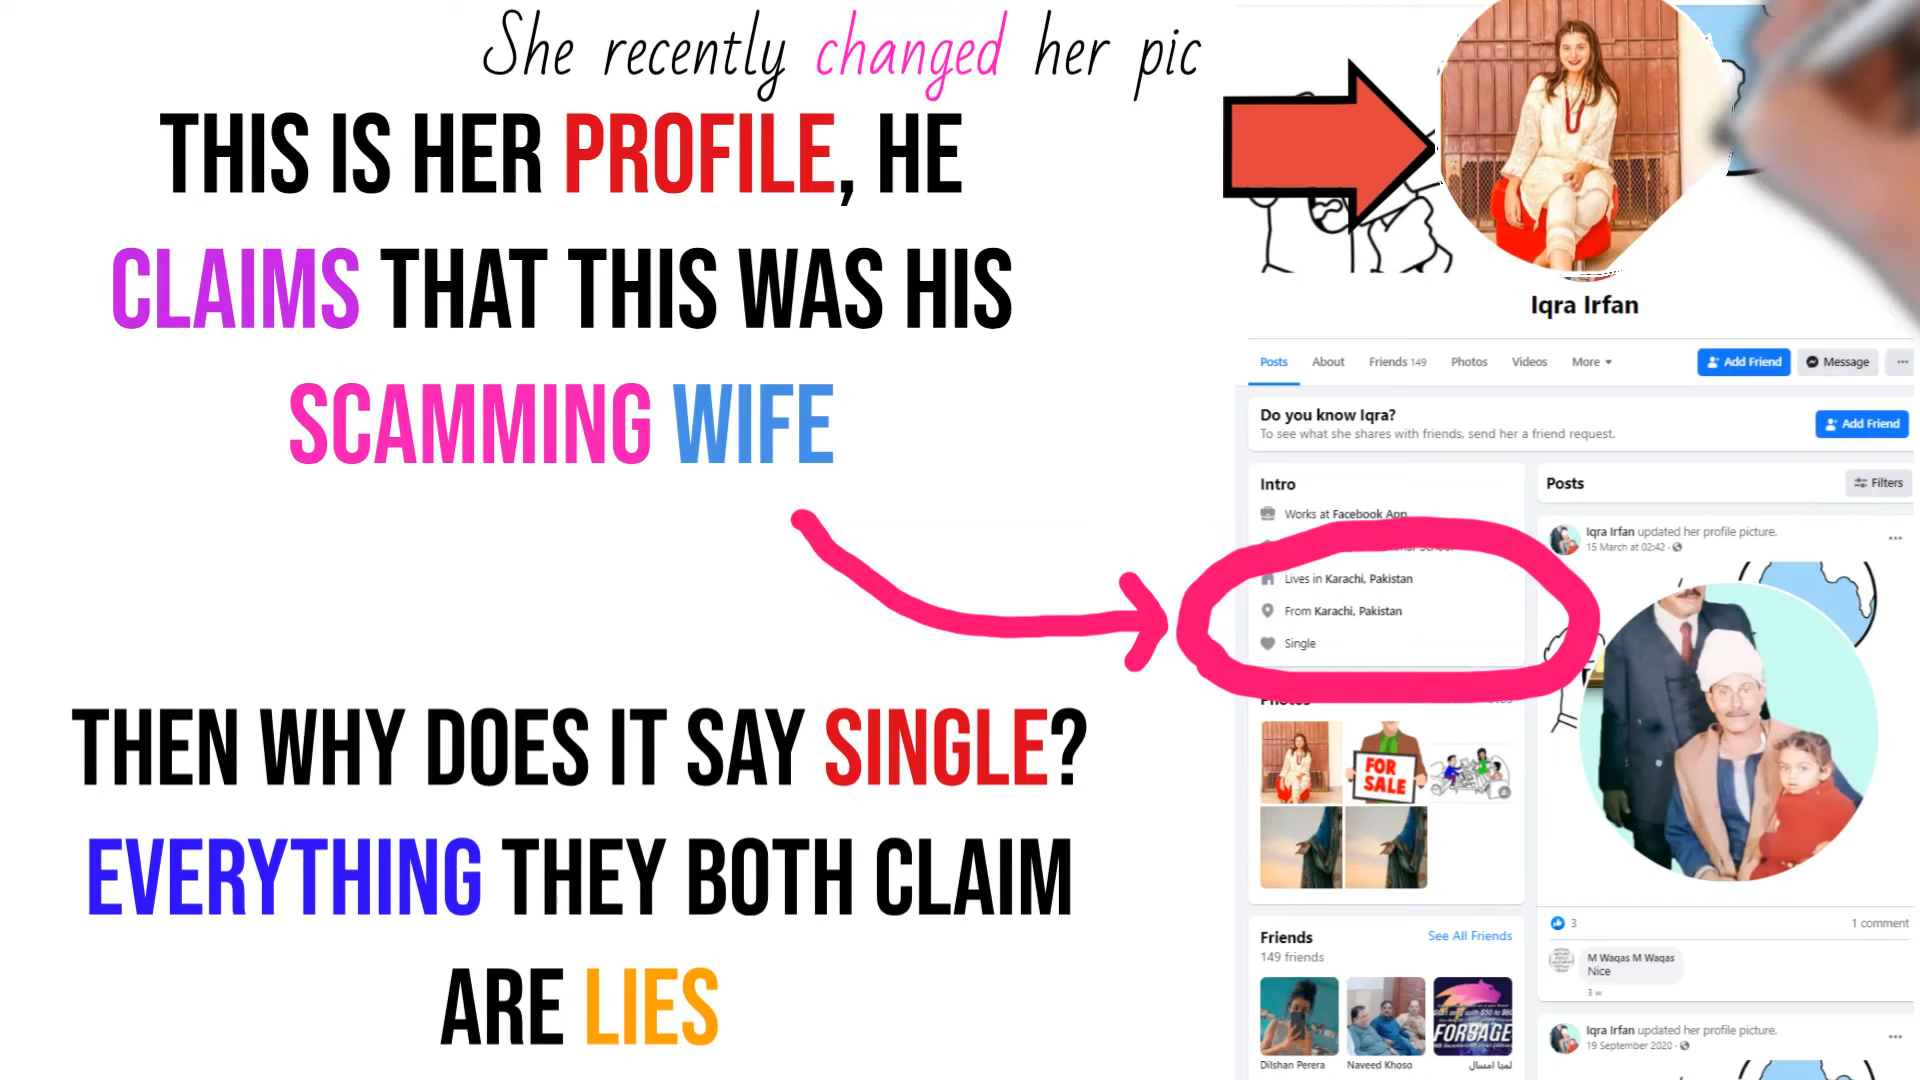 She recently changed her pic
THIS IS HER PROFILE, HE
CLAIMS THAT THIS WAS HIS
SCAMMING WIFE
THEN WHY DOES IT SAY SINGLE?
EVERYTHING THEY BOTH CLAIM
ARE LIES
Iqra Irfan
Posts About Friends 149 Photos Videos More
Add Friend Message
Do you know Iqra?
To see what she shares with friends, send her a friend request.
Add Friend
Intro
Works at Facebook App
Lives in Karachi, Pakistan
From Karachi, Pakistan
Single
Photos
FOR
SALE
Friends
See All Friends
149 friends
FORSAGE
Dilshan Perera
Naveed Khoso
لمبا امسال
Posts
Filters
Iqra Irfan updated her profile picture.
15 March at 02:42
3
1 comment
M Waqas M Waqas
Nice
3 w
Iqra Irfan updated her profile picture.
19 September 2020